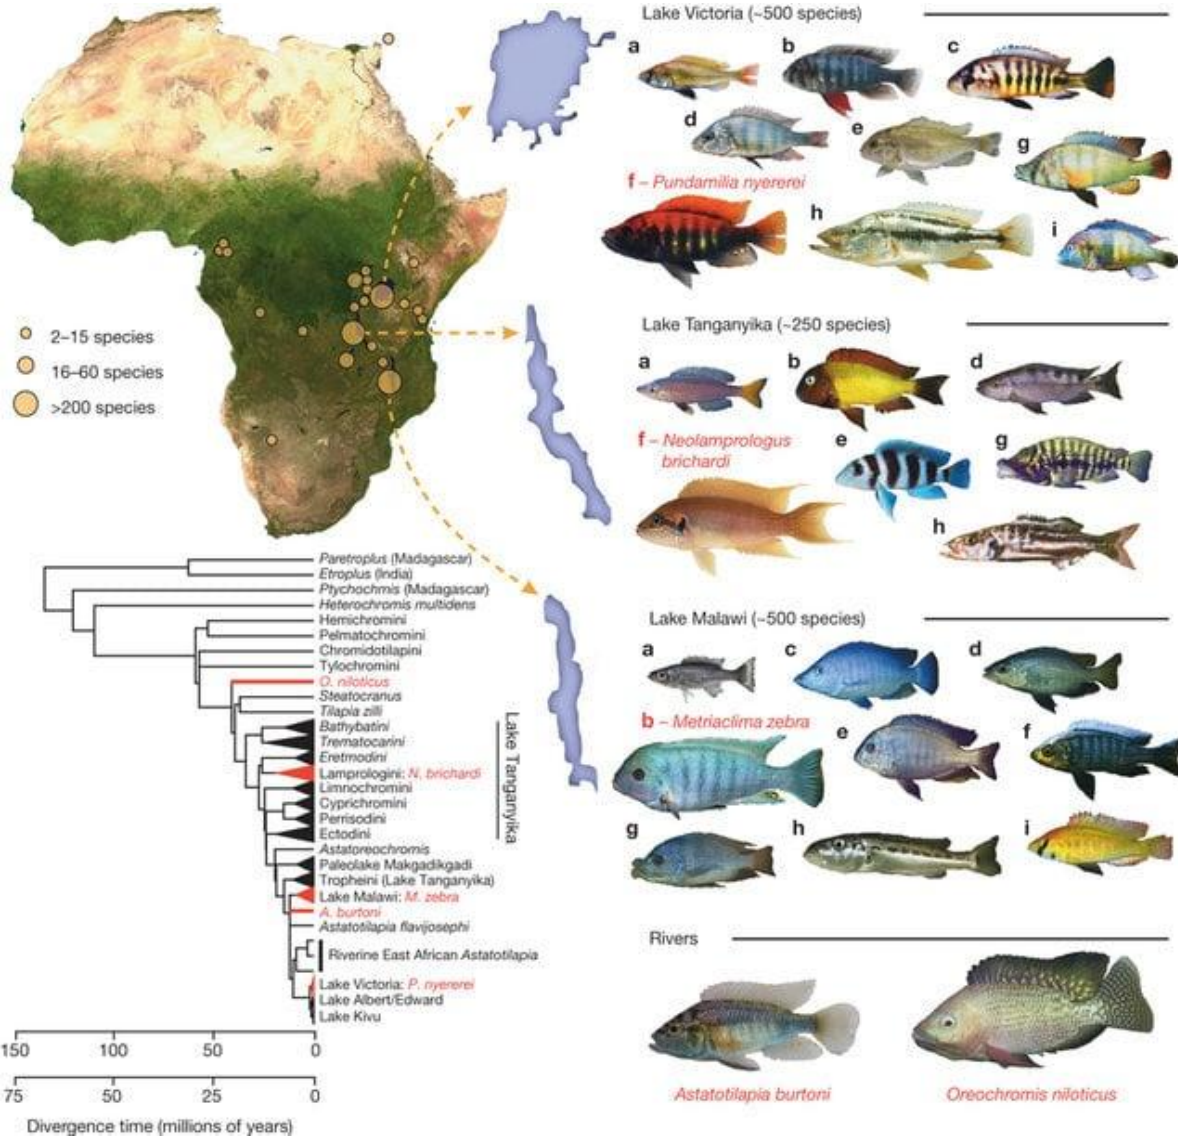 Lake Victoria (~500 species)
a
b
c
d
e
g
f – Pundamilia nyererei
h
i
2–15 species
16–60 species
>200 species
Lake Tanganyika (~250 species)
a
b
d
f – Neolamprologus
brichardi
e
g
h
Lake Malawi (~500 species)
a
c
d
b – Metriaclima zebra
e
f
g
h
i
Rivers
Astatotilapia burtoni
Oreochromis niloticus
Paretroplus (Madagascar)
Etroplus (India)
Ptychochmis (Madagascar)
Heterochromis multidens
Hemichromini
Pelmatochromini
Chromidotilapini
Tylochromini
O. niloticus
Steatocranus
Tilapia zilli
Bathybatini
Trematocarini
Eretmodini
Lamprologini: N. brichardi
Limnochromini
Cyprichromini
Perrisodini
Ectodini
Lake Tanganyika
Astatoreochromis
Paleolake Makgadikgadi
Tropheini (Lake Tanganyika)
Lake Malawi: M. zebra
A. burtoni
Astatotilapia flavijosephi
Riverine East African Astatotilapia
Lake Victoria: P. nyererei
Lake Albert/Edward
Lake Kivu
150 100 50 0
75 50 25 0
Divergence time (millions of years)